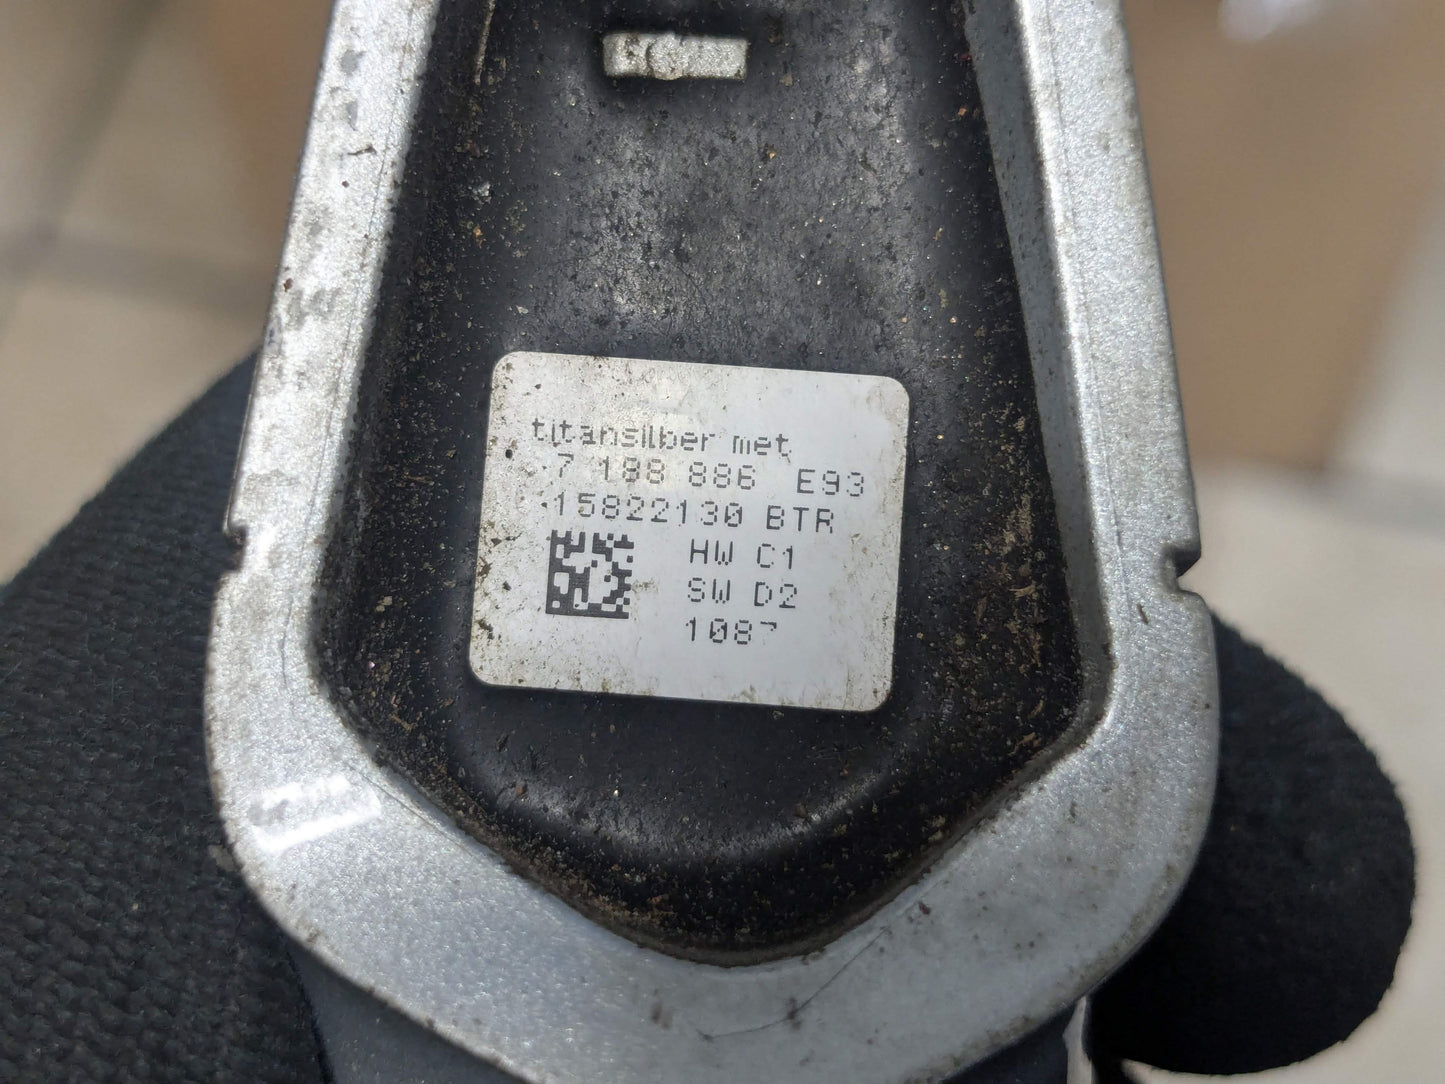 titansilber met.
7 188 886 E93
15822130 BTR
HW C1
SW D2
1087